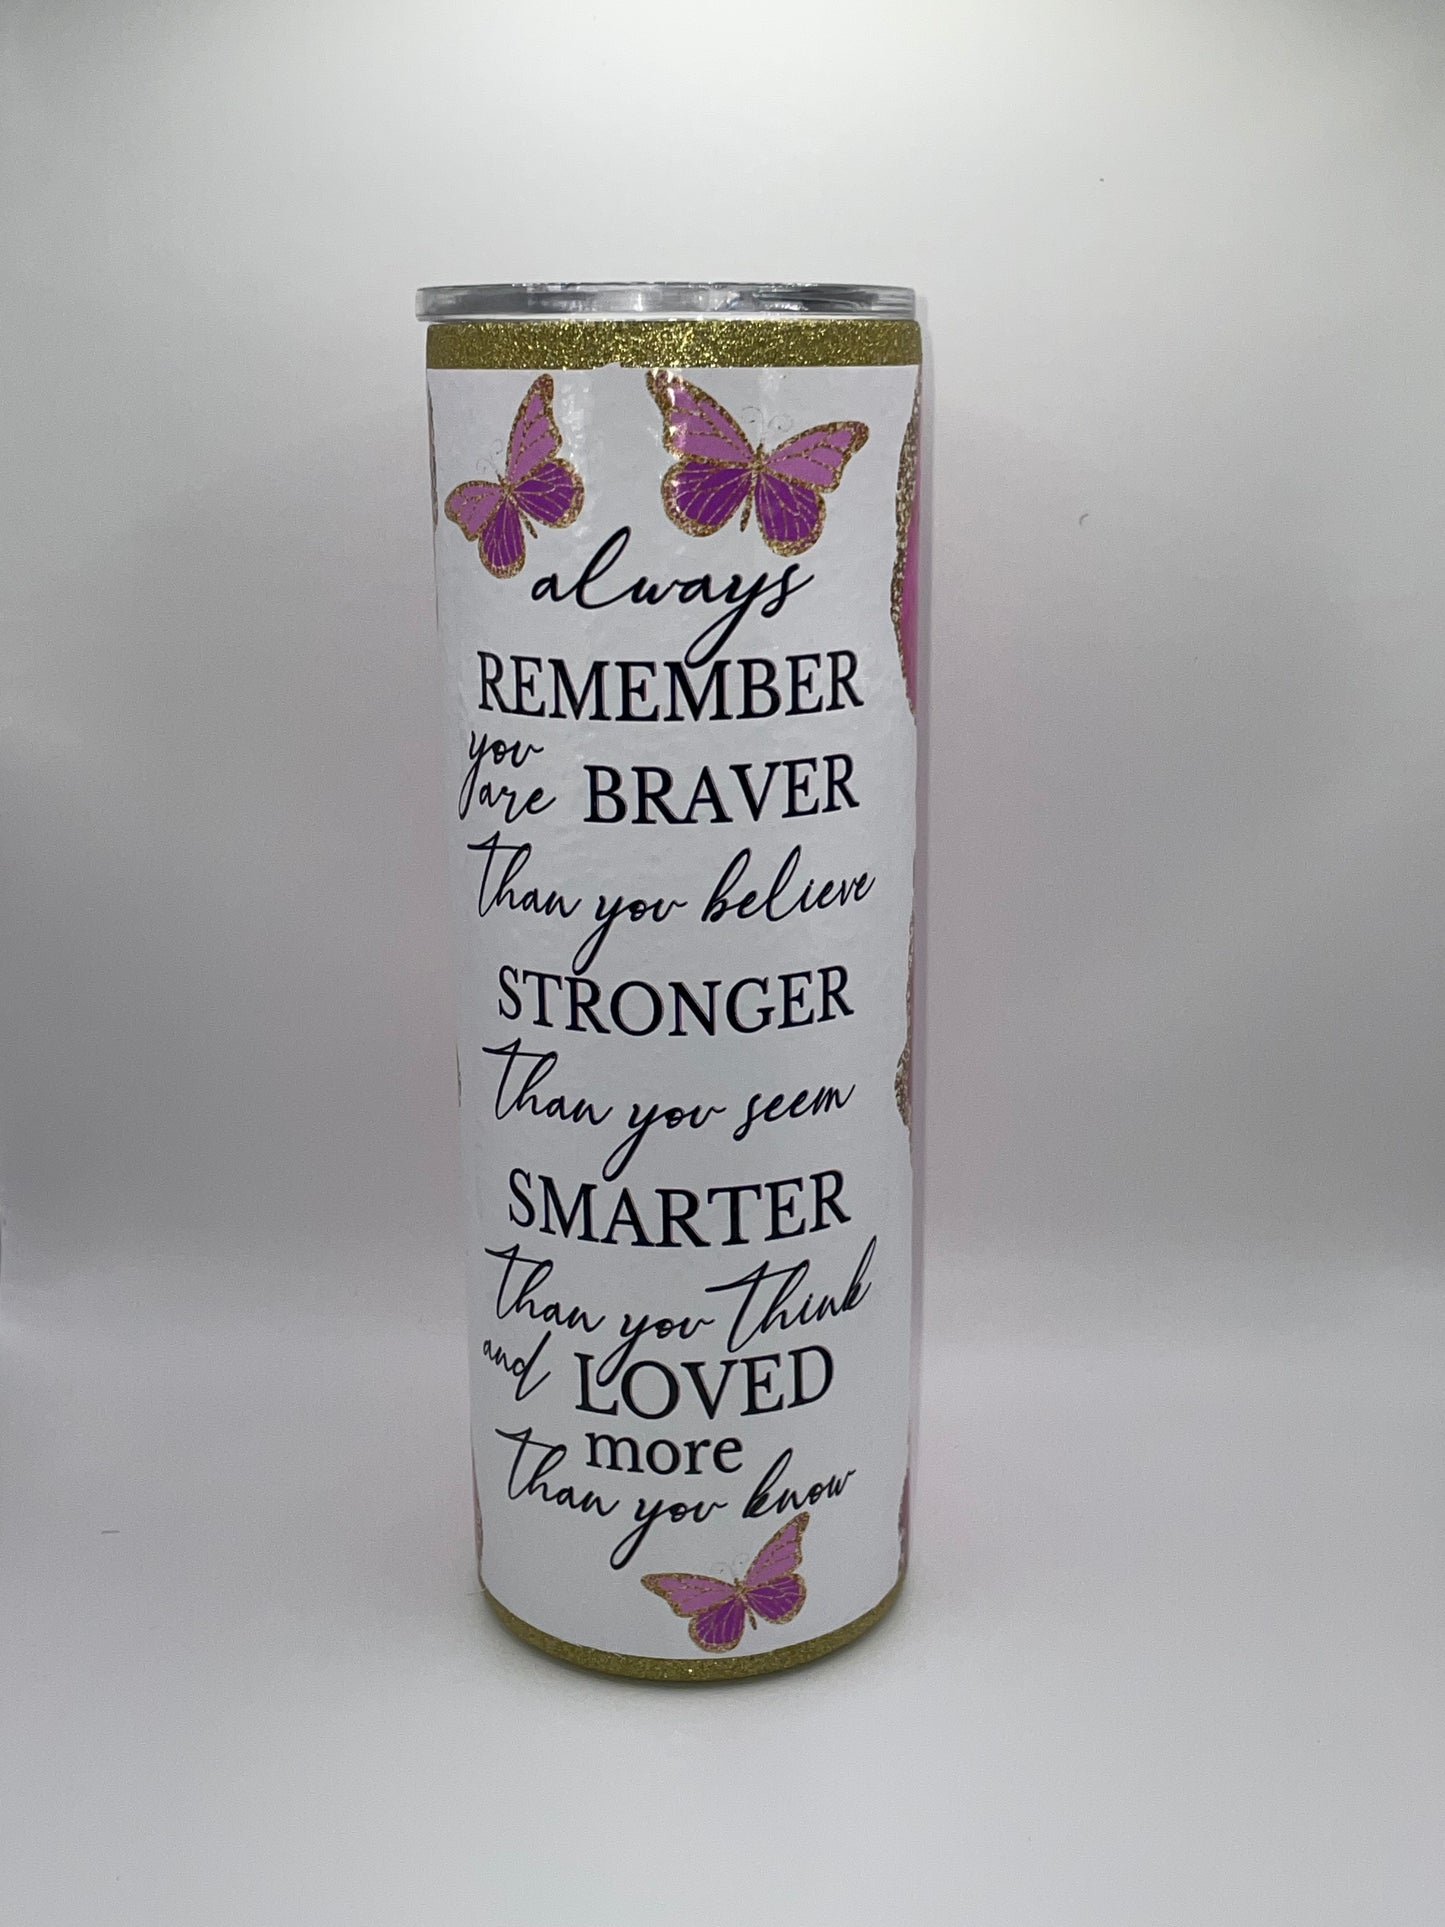 always
REMEMBER
you
are BRAVER
than you believe
STRONGER
than you seem
SMARTER
than you think
and LOVED
more
than you know